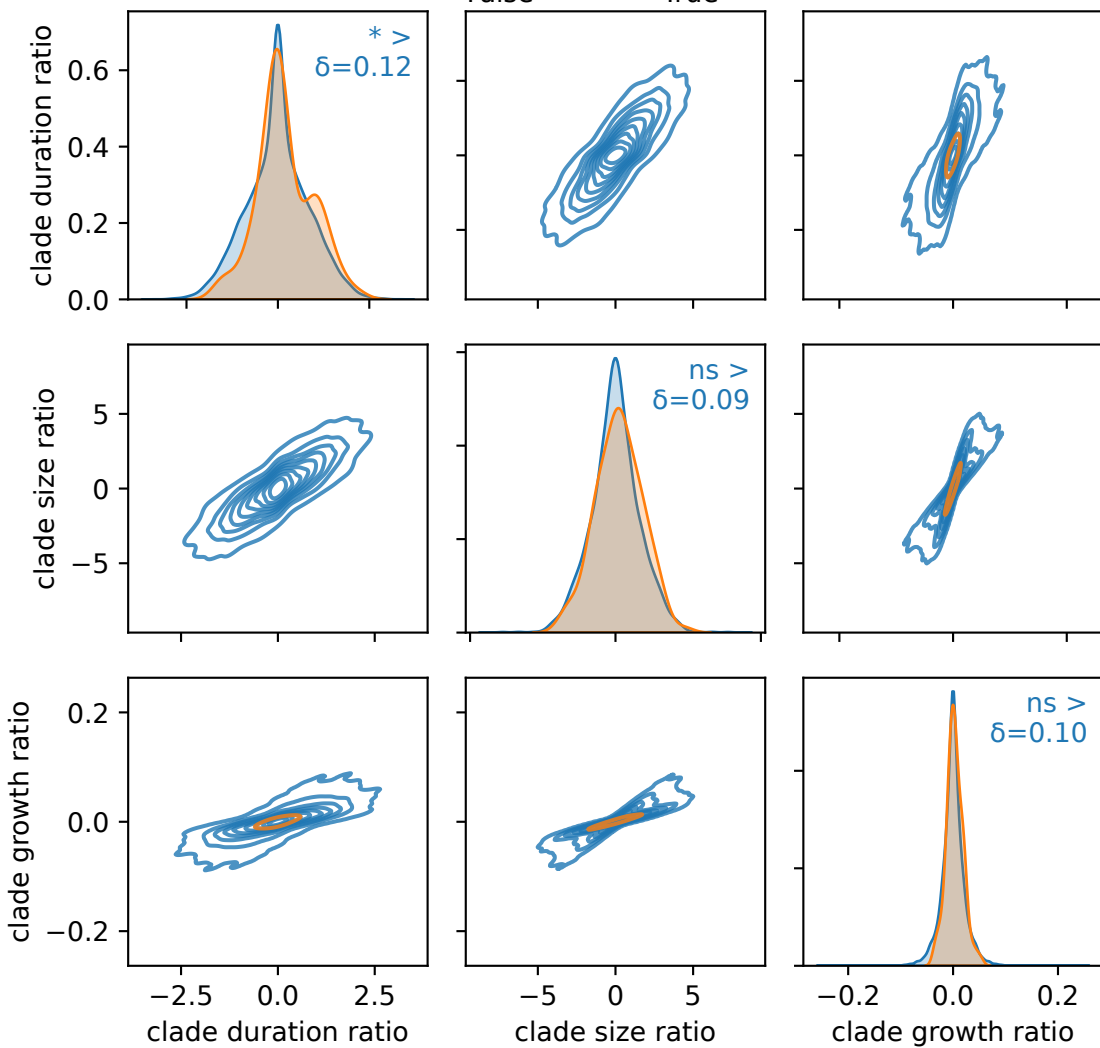 clade duration ratio
0.6
0.4
0.2
0.0
* >
δ=0.12
clade size ratio
5
0
−5
ns >
δ=0.09
clade growth ratio
0.2
0.0
−0.2
ns >
δ=0.10
−2.5 0.0 2.5
−5 0 5
−0.2 0.0 0.2
clade duration ratio
clade size ratio
clade growth ratio